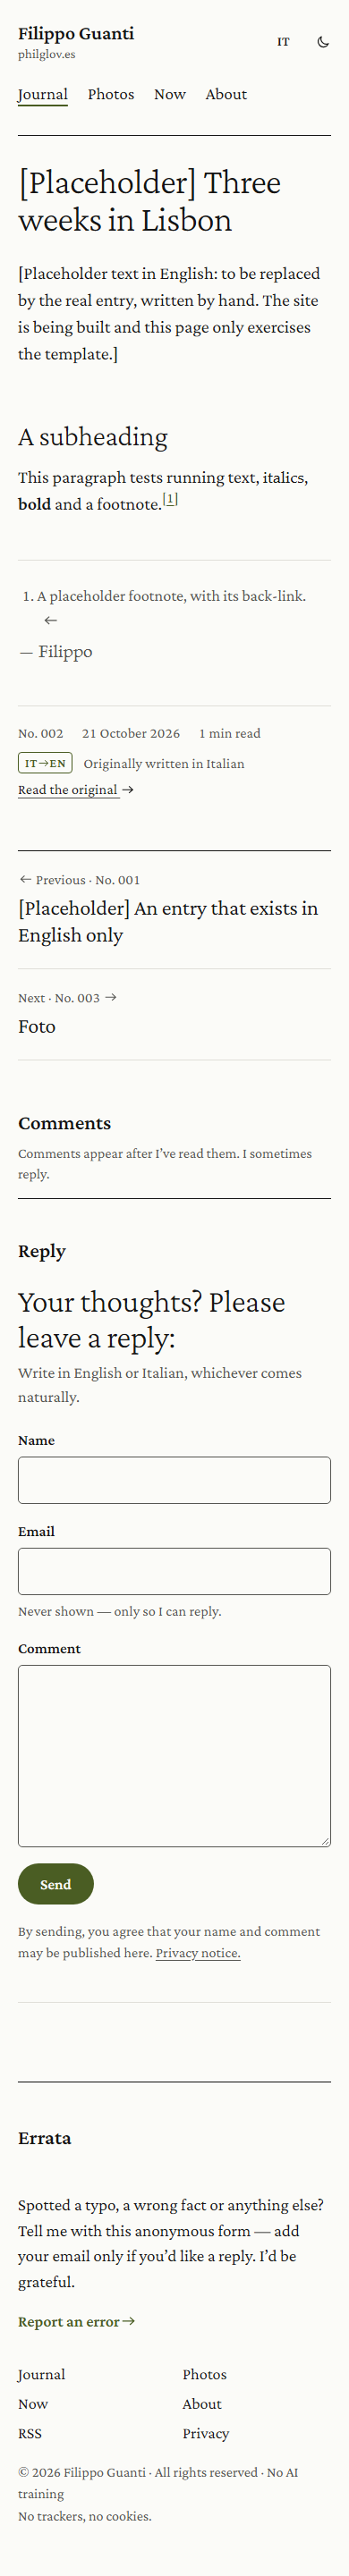 Filippo Guanti
philglov.es
IT
Journal Photos Now About
[Placeholder] Three
weeks in Lisbon
[Placeholder text in English: to be replaced
by the real entry, written by hand. The site
is being built and this page only exercises
the template.]
A subheading
This paragraph tests running text, italics,
bold and a footnote.[1]
1. A placeholder footnote, with its back-link.
←
— Filippo
No. 002 21 October 2026 1 min read
IT→EN Originally written in Italian
Read the original →
← Previous · No. 001
[Placeholder] An entry that exists in
English only
Next · No. 003 →
Foto
Comments
Comments appear after I’ve read them. I sometimes
reply.
Reply
Your thoughts? Please
leave a reply:
Write in English or Italian, whichever comes
naturally.
Name
Email
Never shown — only so I can reply.
Comment
Send
By sending, you agree that your name and comment
may be published here. Privacy notice.
Errata
Spotted a typo, a wrong fact or anything else?
Tell me with this anonymous form — add
your email only if you’d like a reply. I’d be
grateful.
Report an error →
Journal Photos
Now About
RSS Privacy
© 2026 Filippo Guanti · All rights reserved · No AI
training
No trackers, no cookies.